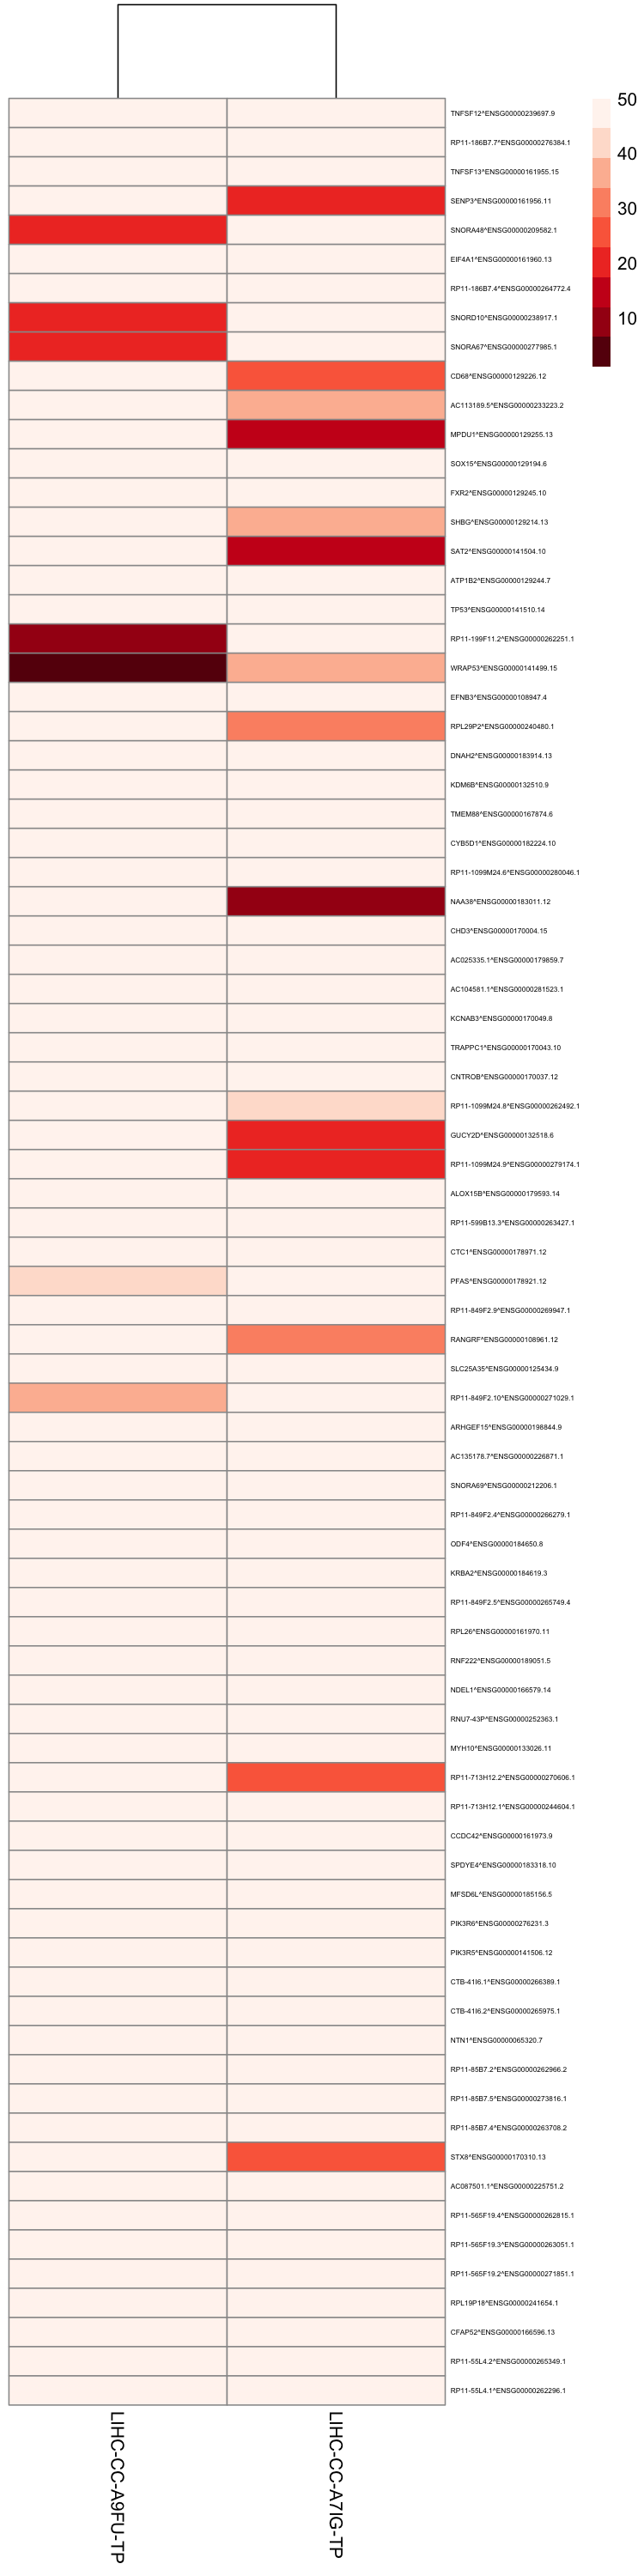 50
TNFSF12^ENSG00000239697.9
RP11-186B7.7^ENSG00000276384.1
40
TNFSF13^ENSG00000161955.15
SENP3^ENSG00000161956.11
30
SNORA48^ENSG00000209582.1
EIF4A1^ENSG00000161960.13
20
RP11-186B7.4^ENSG00000264772.4
SNORD10^ENSG00000238917.1
10
SNORA67^ENSG00000277985.1
CD68^ENSG00000129226.12
AC113189.5^ENSG00000233223.2
MPDU1^ENSG00000129255.13
SOX15^ENSG00000129194.6
FXR2^ENSG00000129245.10
SHBG^ENSG00000129214.13
SAT2^ENSG00000141504.10
ATP1B2^ENSG00000129244.7
TP53^ENSG00000141510.14
RP11-199F11.2^ENSG00000262251.1
WRAP53^ENSG00000141499.15
EFNB3^ENSG00000108947.4
RPL29P2^ENSG00000240480.1
DNAH2^ENSG00000183914.13
KDM6B^ENSG00000132510.9
TMEM88^ENSG00000167874.6
CYB5D1^ENSG00000182224.10
RP11-1099M24.6^ENSG00000280046.1
NAA38^ENSG00000183011.12
CHD3^ENSG00000170004.15
AC025335.1^ENSG00000179859.7
AC104581.1^ENSG00000281523.1
KCNAB3^ENSG00000170049.8
TRAPPC1^ENSG00000170043.10
CNTROB^ENSG00000170037.12
RP11-1099M24.8^ENSG00000262492.1
GUCY2D^ENSG00000132518.6
RP11-1099M24.9^ENSG00000279174.1
ALOX15B^ENSG00000179593.14
RP11-599B13.3^ENSG00000263427.1
CTC1^ENSG00000178971.12
PFAS^ENSG00000178921.12
RP11-849F2.9^ENSG00000269947.1
RANGRF^ENSG00000108961.12
SLC25A35^ENSG00000125434.9
RP11-849F2.10^ENSG00000271029.1
ARHGEF15^ENSG00000198844.9
AC135178.7^ENSG00000226871.1
SNORA69^ENSG00000212206.1
RP11-849F2.4^ENSG00000266279.1
ODF4^ENSG00000184650.8
KRBA2^ENSG00000184619.3
RP11-849F2.5^ENSG00000265749.4
RPL26^ENSG00000161970.11
RNF222^ENSG00000189051.5
NDEL1^ENSG00000166579.14
RNU7-43P^ENSG00000252363.1
MYH10^ENSG00000133026.11
RP11-713H12.2^ENSG00000270606.1
RP11-713H12.1^ENSG00000244604.1
CCDC42^ENSG00000161973.9
SPDYE4^ENSG00000183318.10
MFSD6L^ENSG00000185156.5
PIK3R6^ENSG00000276231.3
PIK3R5^ENSG00000141506.12
CTB-41I6.1^ENSG00000266389.1
CTB-41I6.2^ENSG00000265975.1
NTN1^ENSG00000065320.7
RP11-85B7.2^ENSG00000262966.2
RP11-85B7.5^ENSG00000273816.1
RP11-85B7.4^ENSG00000263708.2
STX8^ENSG00000170310.13
AC087501.1^ENSG00000225751.2
RP11-565F19.4^ENSG00000262815.1
RP11-565F19.3^ENSG00000263051.1
RP11-565F19.2^ENSG00000271851.1
RPL19P18^ENSG00000241654.1
CFAP52^ENSG00000166596.13
RP11-55L4.2^ENSG00000265349.1
RP11-55L4.1^ENSG00000262296.1
LIHC-CC-A9FU-TP
LIHC-CC-A7IG-TP